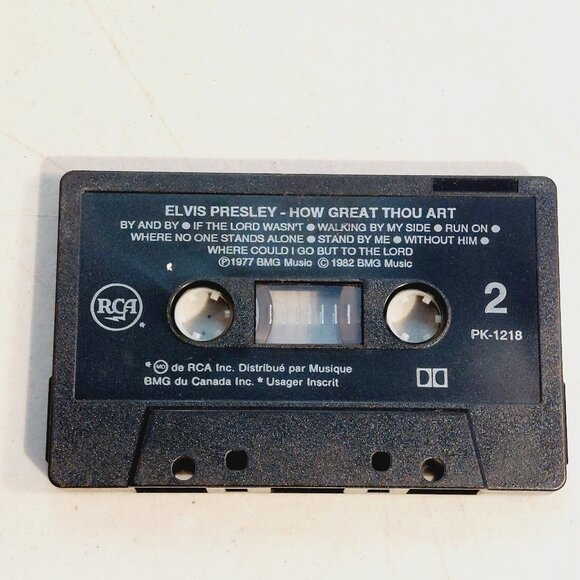 ELVIS PRESLEY - HOW GREAT THOU ART
BY AND BY ● IF THE LORD WASN'T ● WALKING BY MY SIDE ● RUN ON ●
WHERE NO ONE STANDS ALONE ● STAND BY ME ● WITHOUT HIM ●
WHERE COULD I GO BUT TO THE LORD
Ⓟ1977 BMG Music © 1982 BMG Music
RCA
*
2
PK-1218
* MD de RCA Inc. Distribué par Musique
BMG du Canada Inc. * Usager Inscrit